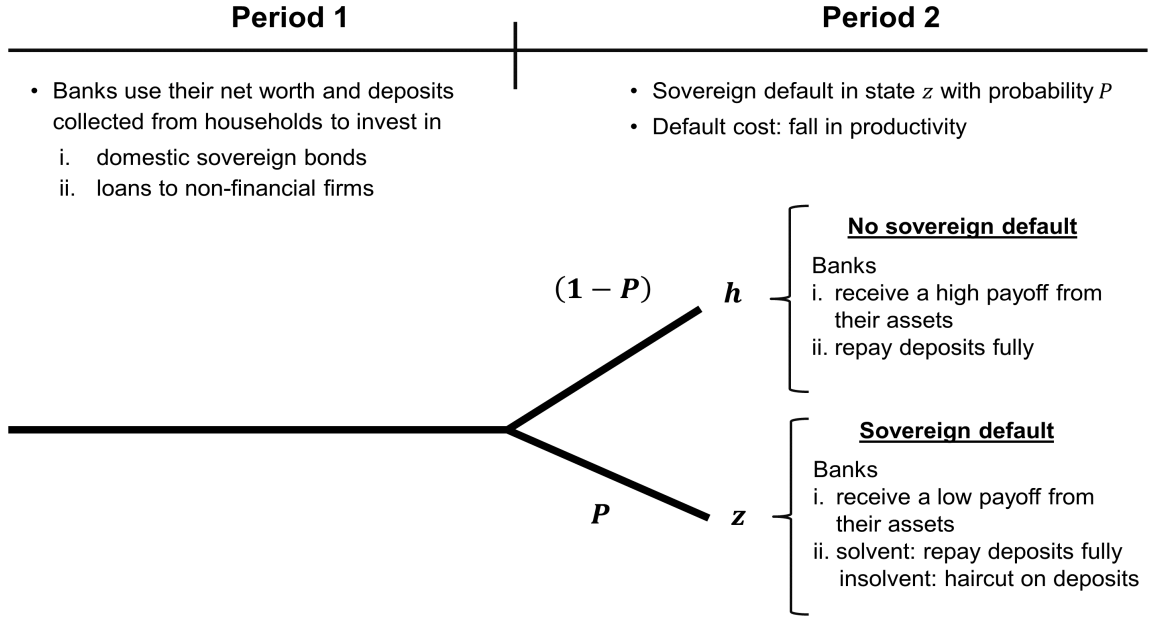 Period 1
Period 2
• Banks use their net worth and deposits
collected from households to invest in
i. domestic sovereign bonds
ii. loans to non-financial firms
• Sovereign default in state z with probability P
• Default cost: fall in productivity
(1 − P)
h
No sovereign default
Banks
i. receive a high payoff from
their assets
ii. repay deposits fully
P
z
Sovereign default
Banks
i. receive a low payoff from
their assets
ii. solvent: repay deposits fully
insolvent: haircut on deposits